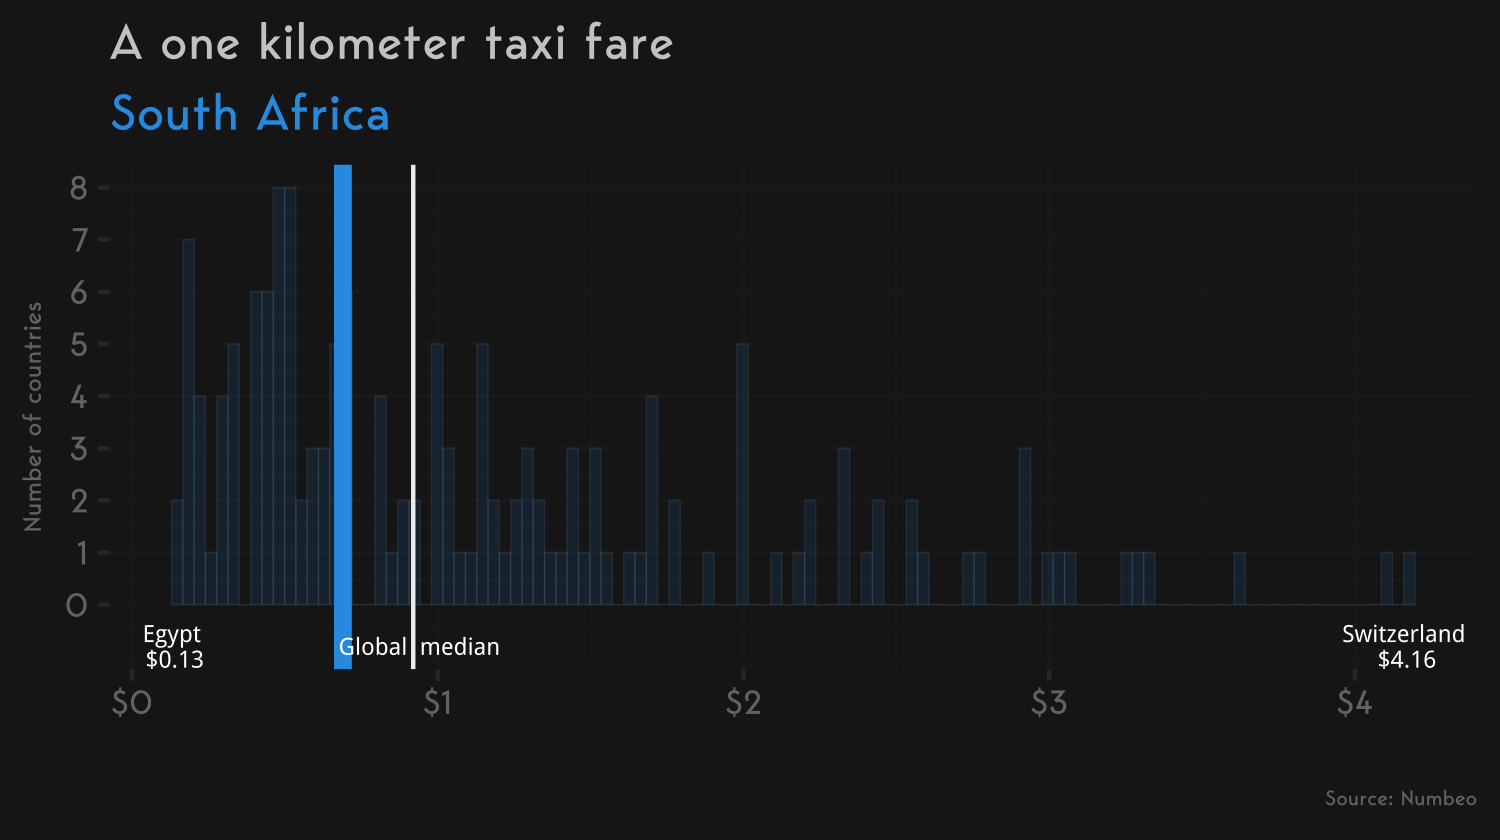 A one kilometer taxi fare
South Africa
Number of countries
8
7
6
5
4
3
2
1
0
Egypt
$0.13
Global median
Switzerland
$4.16
$0 $1 $2 $3 $4
Source: Numbeo